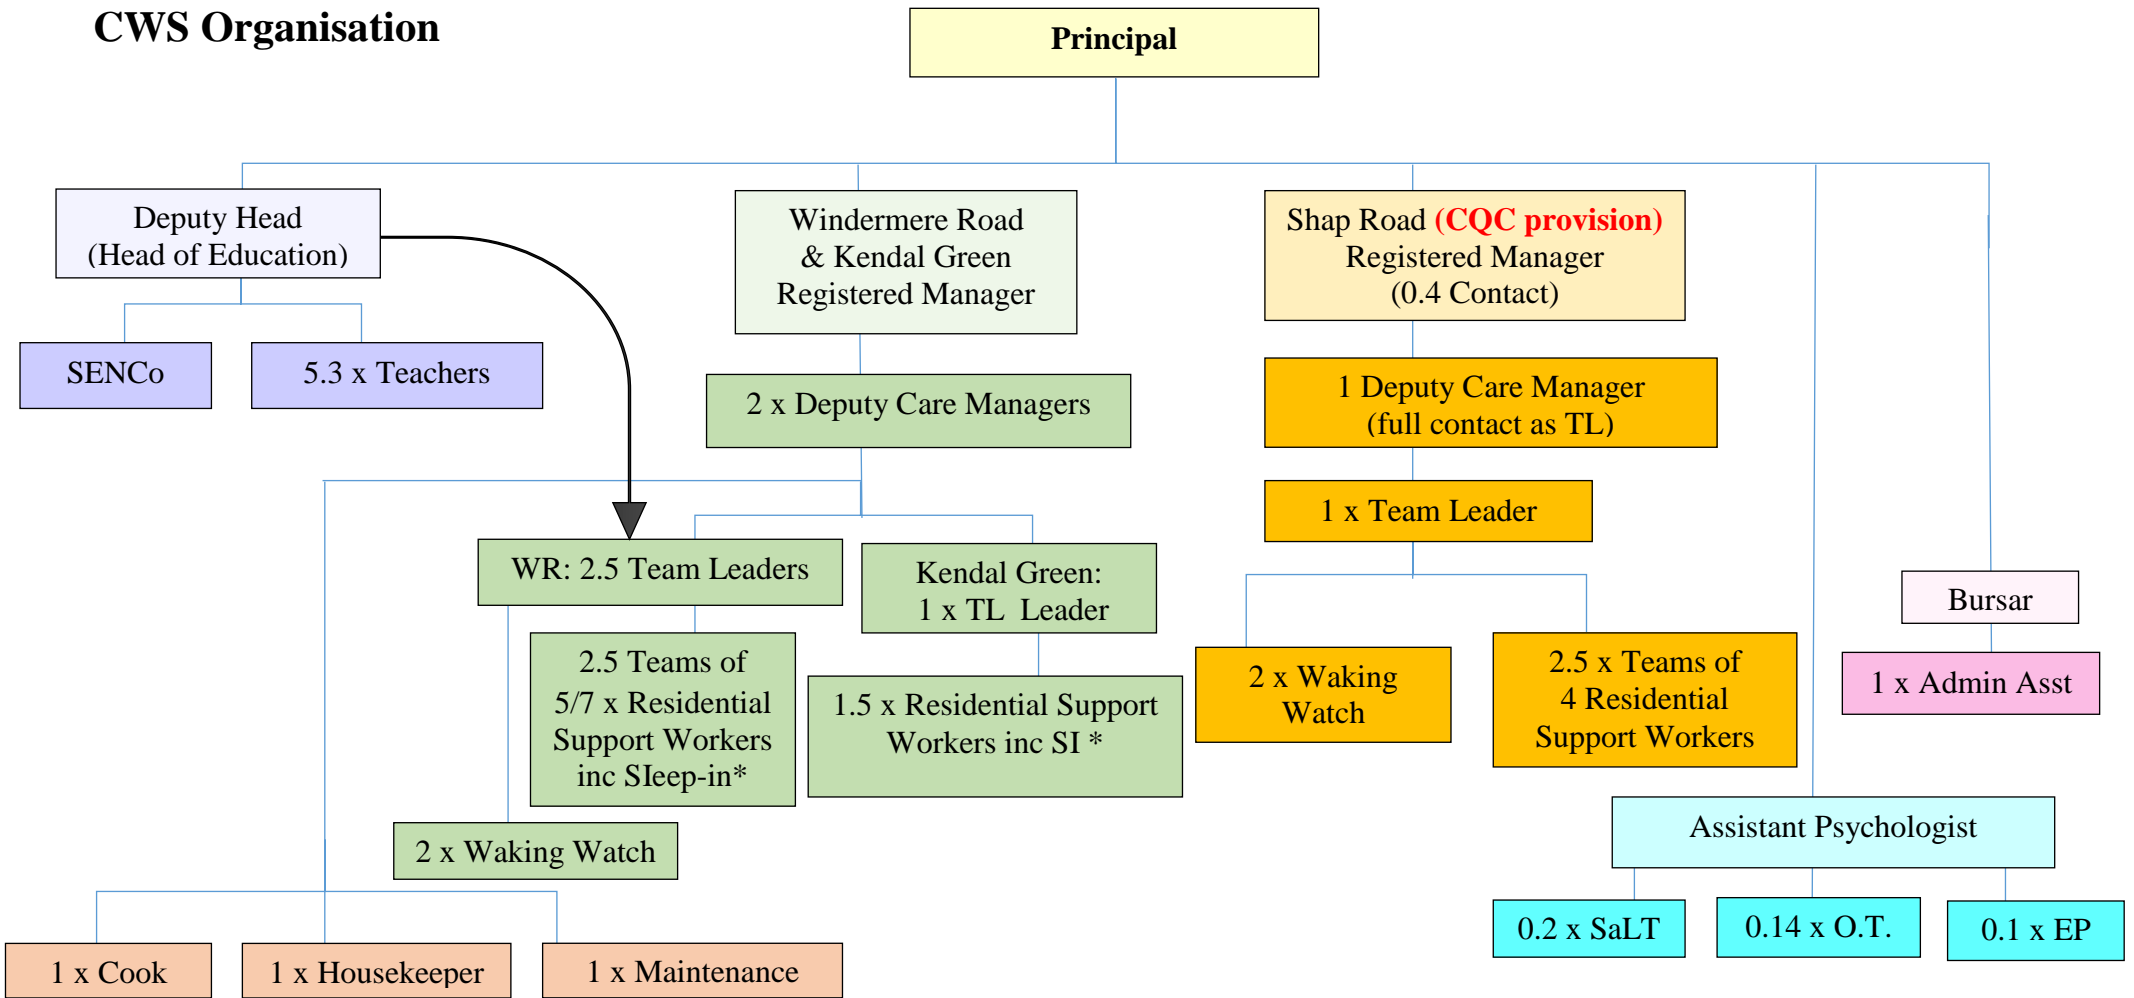 CWS Organisation
Principal
Deputy Head
(Head of Education)
Windermere Road
& Kendal Green
Registered Manager
Shap Road (CQC provision)
Registered Manager
(0.4 Contact)
SENCo
5.3 x Teachers
2 x Deputy Care Managers
1 Deputy Care Manager
(full contact as TL)
1 x Team Leader
WR: 2.5 Team Leaders
Kendal Green:
1 x TL Leader
Bursar
2.5 Teams of
5/7 x Residential
Support Workers
inc SIeep-in*
1.5 x Residential Support
Workers inc SI *
2 x Waking
Watch
2.5 x Teams of
4 Residential
Support Workers
1 x Admin Asst
2 x Waking Watch
Assistant Psychologist
0.2 x SaLT
0.14 x O.T.
0.1 x EP
1 x Cook
1 x Housekeeper
1 x Maintenance